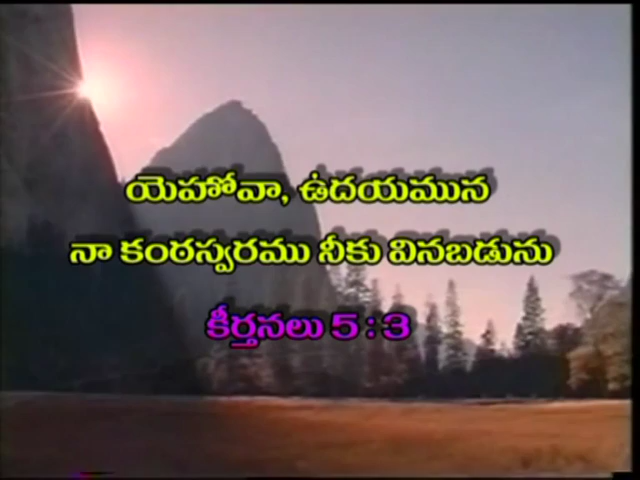 యెహోవా, ఉదయమున
నా కంఠస్వరము నీకు వినబడును
కీర్తనలు 5 : 3